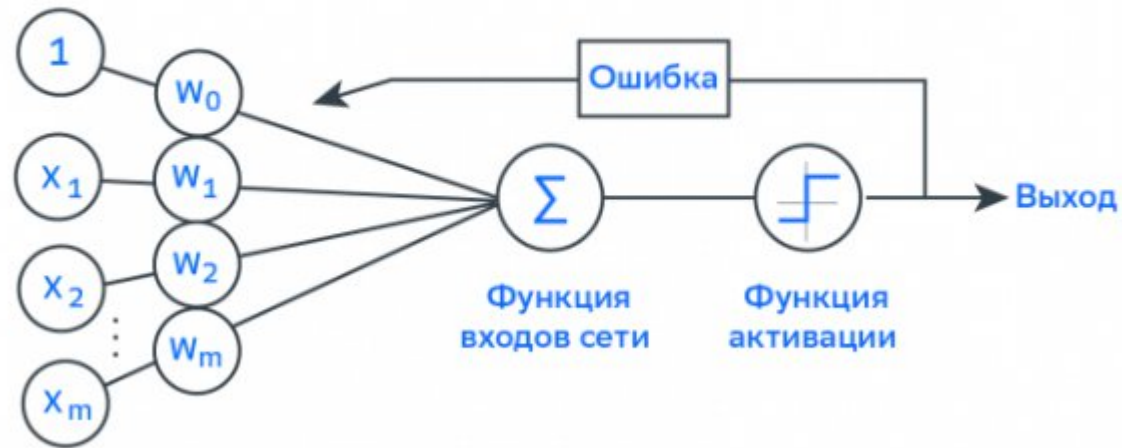 1
W0
Ошибка
X1
W1
Σ
Выход
X2
W2
Функция
входов сети
Функция
активации
Wm
Xm